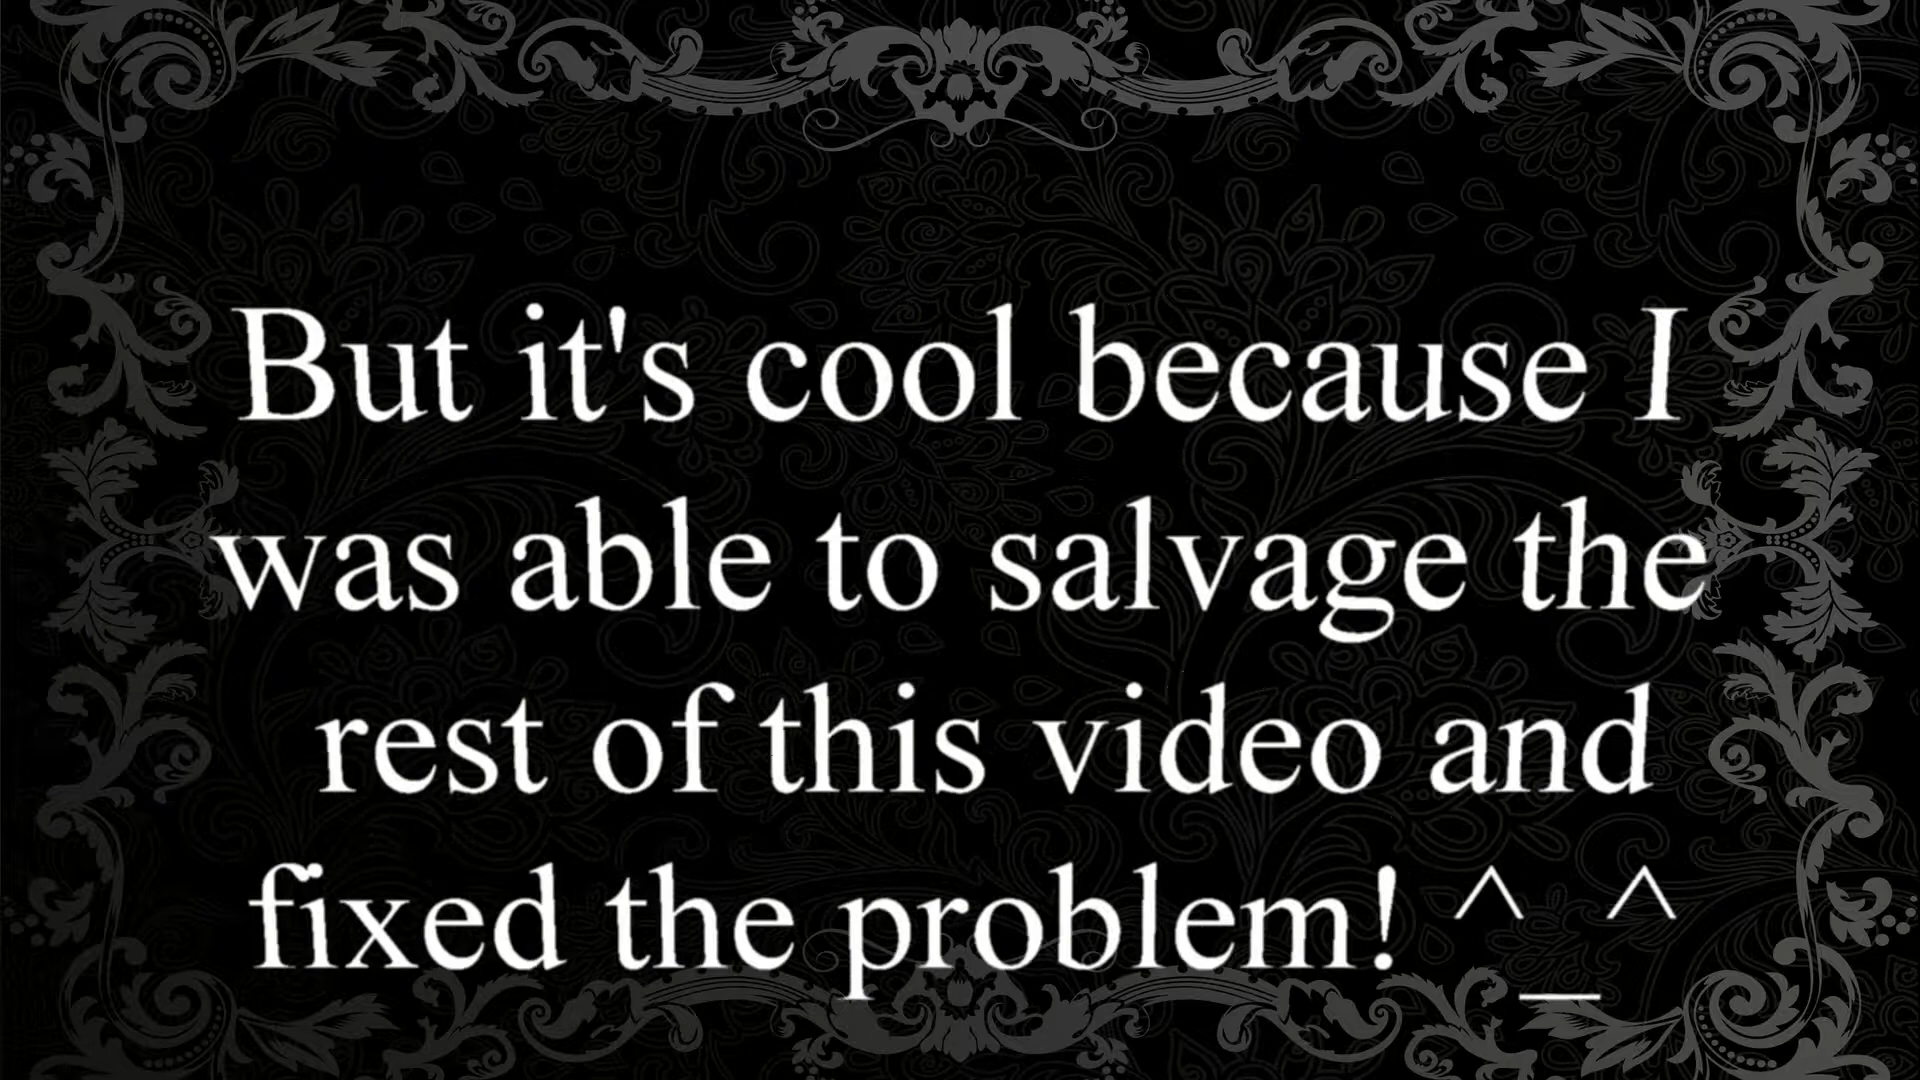 But it's cool because I
was able to salvage the
rest of this video and
fixed the problem! ^_^